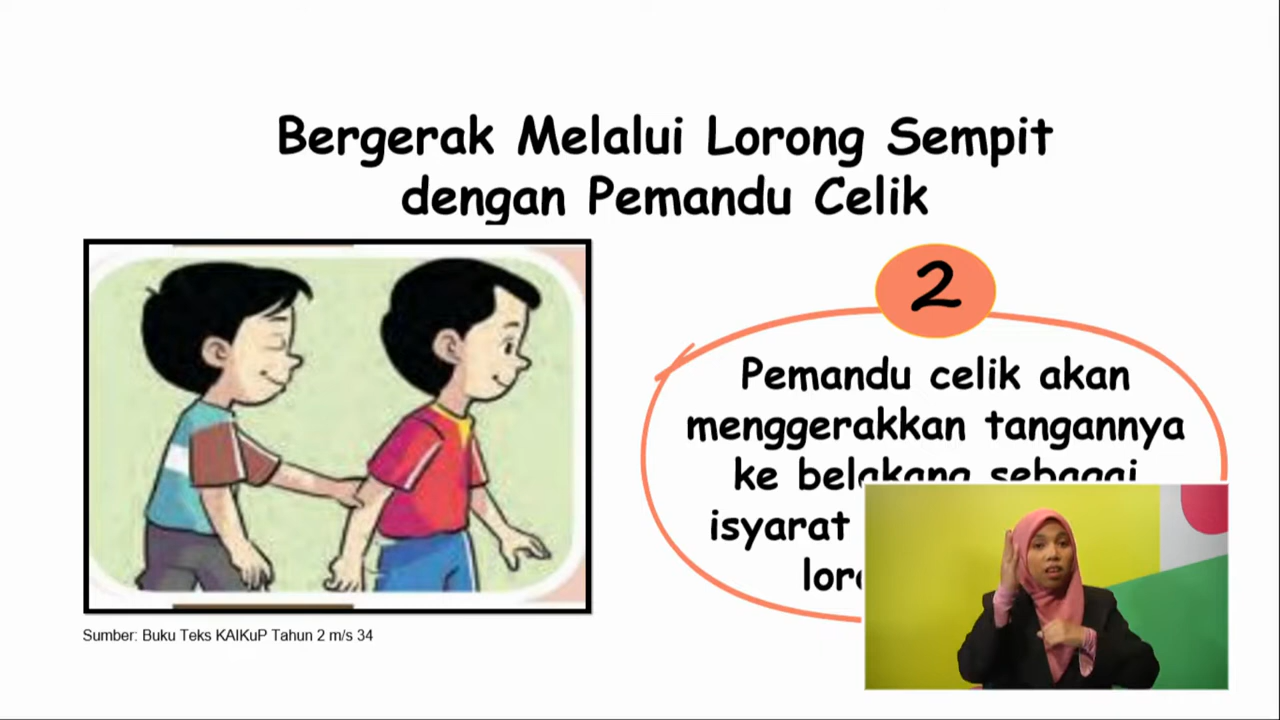 Bergerak Melalui Lorong Sempit
dengan Pemandu Celik
2
Pemandu celik akan
menggerakkan tangannya
ke belakang sebagai
isyarat
Sumber: Buku Teks KAIKuP Tahun 2 m/s 34